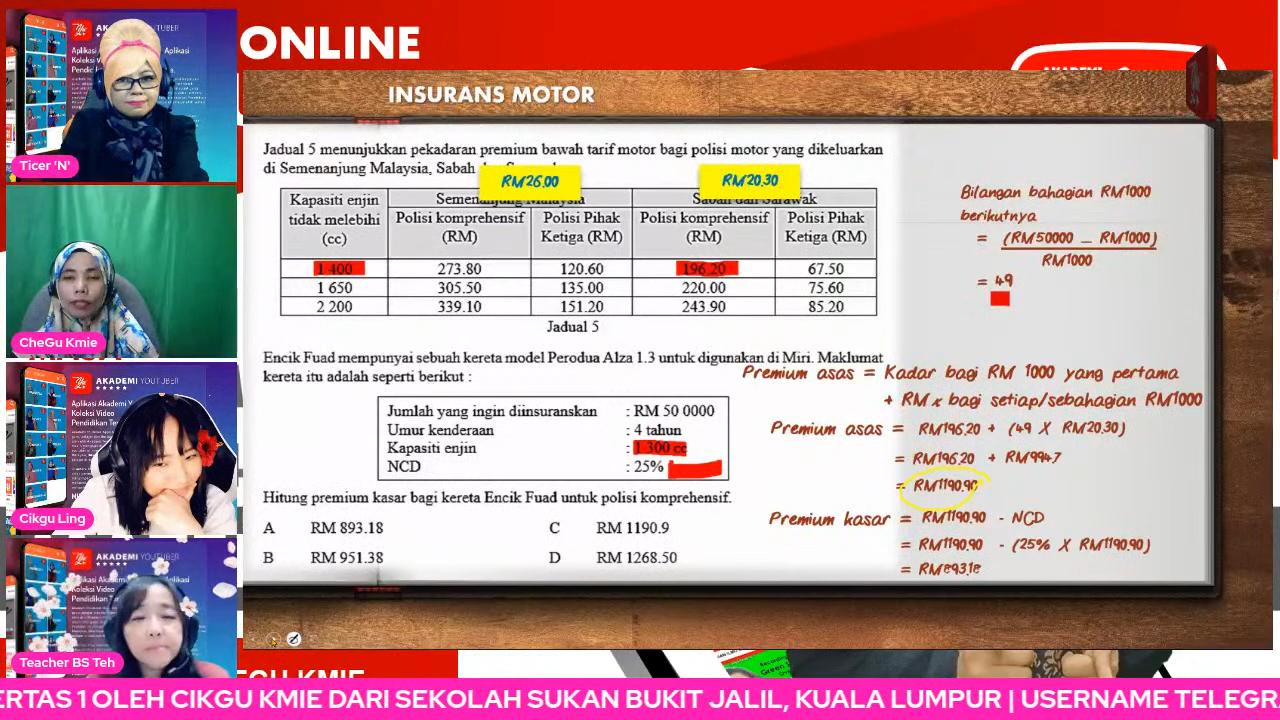 ONLINE
INSURANS MOTOR
Jadual 5 menunjukkan pekadaran premium bawah tarif motor bagi polisi motor yang dikeluarkan
di Semenanjung Malaysia, Sabah
RM26.00
RM20.30
Kapasiti enjin tidak melebihi (cc)
Semenanjung Malaysia
Sabah dan Sarawak
Polisi komprehensif (RM)
Polisi Pihak Ketiga (RM)
Polisi komprehensif (RM)
Polisi Pihak Ketiga (RM)
1 400 273.80 120.60 196.20 67.50
1 650 305.50 135.00 220.00 75.60
2 200 339.10 151.20 243.90 85.20
Jadual 5
Encik Fuad mempunyai sebuah kereta model Perodua Alza 1.3 untuk digunakan di Miri. Maklumat
kereta itu adalah seperti berikut :
Jumlah yang ingin diinsuranskan : RM 50 0000
Umur kenderaan : 4 tahun
Kapasiti enjin : 1 300 cc
NCD : 25%
Hitung premium kasar bagi kereta Encik Fuad untuk polisi komprehensif.
A RM 893.18
C RM 1190.9
B RM 951.38
D RM 1268.50
Bilangan bahagian RM1000
berikutnya
= (RM50000 – RM1000)
RM1000
= 49
Premium asas = Kadar bagi RM 1000 yang pertama
+ RMx bagi setiap/sebahagian RM1000
Premium asas = RM196.20 + (49 X RM20.30)
= RM196.20 + RM994.7
= RM1190.90
Premium kasar = RM1190.90 - NCD
= RM1190.90 - (25% X RM1190.90)
= RM893.18
Ticer 'N'
CheGu Kmie
AKADEMI YOUTUBER
Cikgu Ling
AKADEMI YOUTUBER
Teacher BS Teh
ERTAS 1 OLEH CIKGU KMIE DARI SEKOLAH SUKAN BUKIT JALIL, KUALA LUMPUR | USERNAME TELEGR